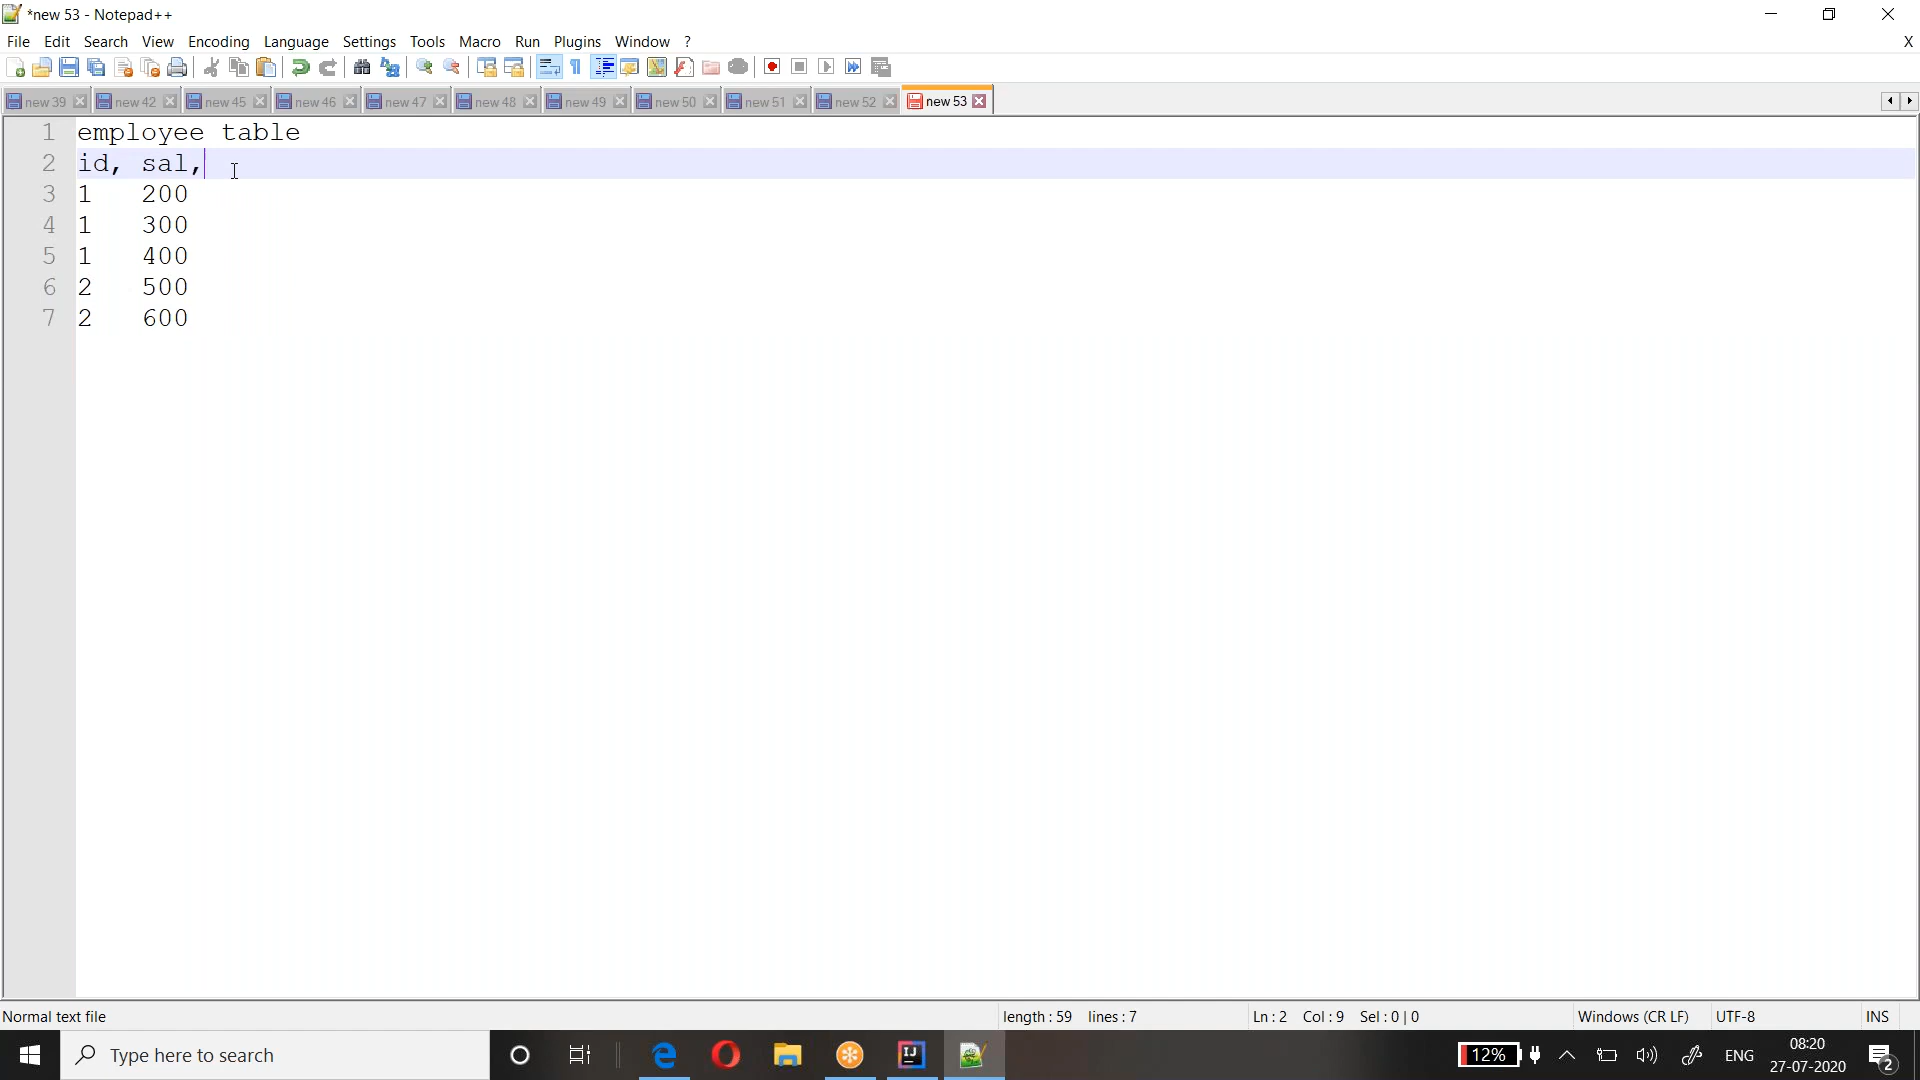 *new 53 - Notepad++
File Edit Search View Encoding Language Settings Tools Macro Run Plugins Window ? X
new 39 new 42 new 45 new 46 new 47 new 48 new 49 new 50 new 51 new 52 new 53
1 employee table
2 id, sal,
3 1 200
4 1 300
5 1 400
6 2 500
7 2 600
Normal text file length : 59 lines : 7 Ln : 2 Col : 9 Sel : 0 | 0 Windows (CR LF) UTF-8 INS
Type here to search 12% ENG 08:20
27-07-2020 2